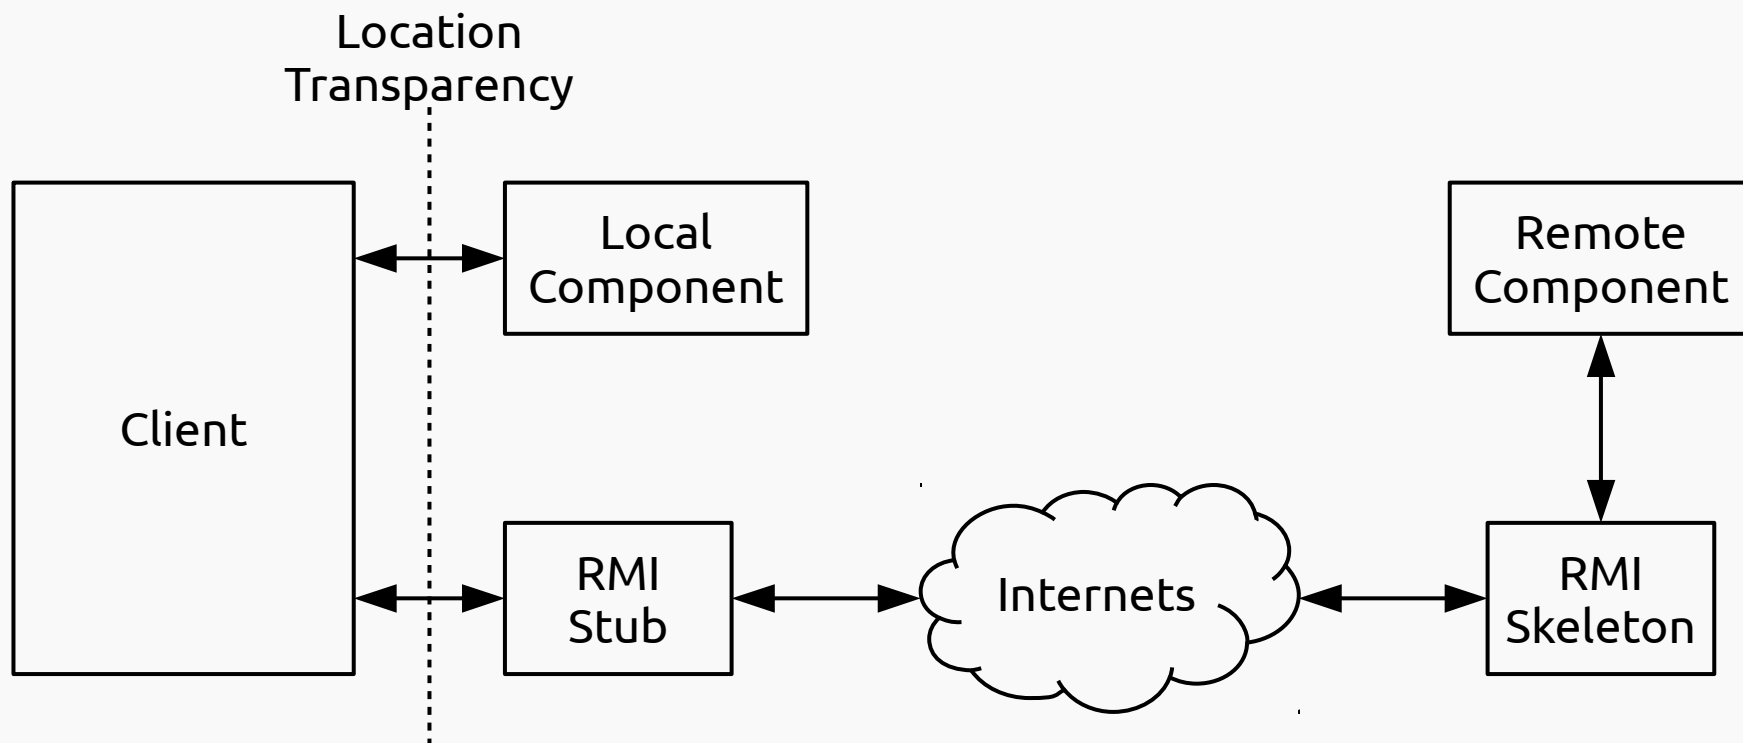 Location
Transparency
Local
Component
Remote
Component
Client
RMI
Stub
Internets
RMI
Skeleton